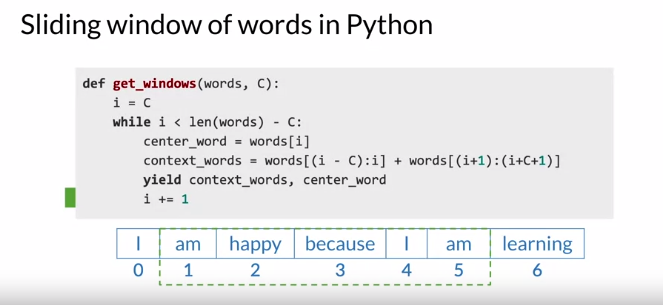 Sliding window of words in Python
def get_windows(words, C):
    i = C
    while i < len(words) - C:
        center_word = words[i]
        context_words = words[(i - C):i] + words[(i+1):(i+C+1)]
        yield context_words, center_word
        i += 1
I am happy because I am learning
0 1 2 3 4 5 6